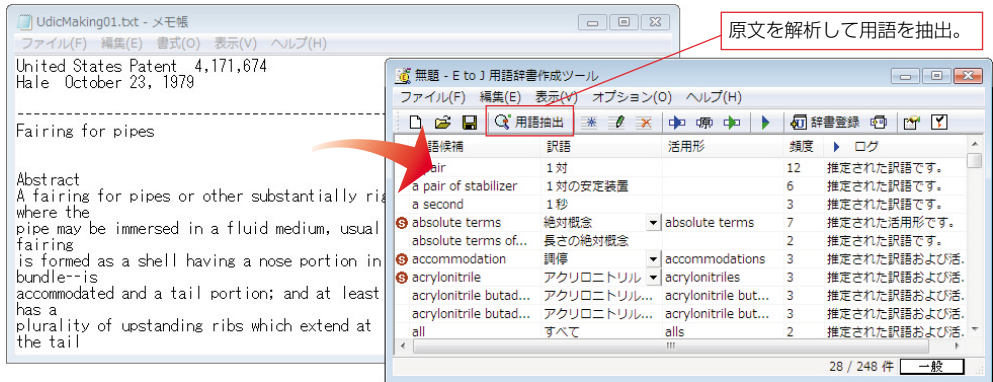 UdicMaking01.txt - メモ帳
ファイル(F) 編集(E) 書式(O) 表示(V) ヘルプ(H)
United States Patent 4,171,674
Hale October 23, 1979
Fairing for pipes
Abstract
A fairing for pipes or other substantially rig
where the
pipe may be immersed in a fluid medium, usual
fairing
is formed as a shell having a nose portion in
bundle--is
accommodated and a tail portion; and at least
has a
plurality of upstanding ribs which extend at
the tail
原文を解析して用語を抽出。
無題 - E to J 用語辞書作成ツール
ファイル(F) 編集(E) 表示(V) オプション(O) ヘルプ(H)
用語抽出 辞書登録
語候補 訳語 活用形 頻度 ログ
pair 1対 12 推定された訳語です。
a pair of stabilizer 1対の安定装置 6 推定された訳語です。
a second 1秒 3 推定された訳語です。
S absolute terms 絶対概念 absolute terms 7 推定された活用形です。
absolute terms of... 長さの絶対概念 2 推定された訳語です。
S accommodation 調停 accommodations 3 推定された訳語および活.
S acrylonitrile アクリロニトリル acrylonitriles 3 推定された訳語および活.
acrylonitrile butad... アクリロニトリル... acrylonitrile but... 3 推定された訳語および活.
acrylonitrile butad... アクリロニトリル... acrylonitrile but... 3 推定された訳語および活.
all すべて alls 2 推定された訳語および活.
28 / 248 件 一般